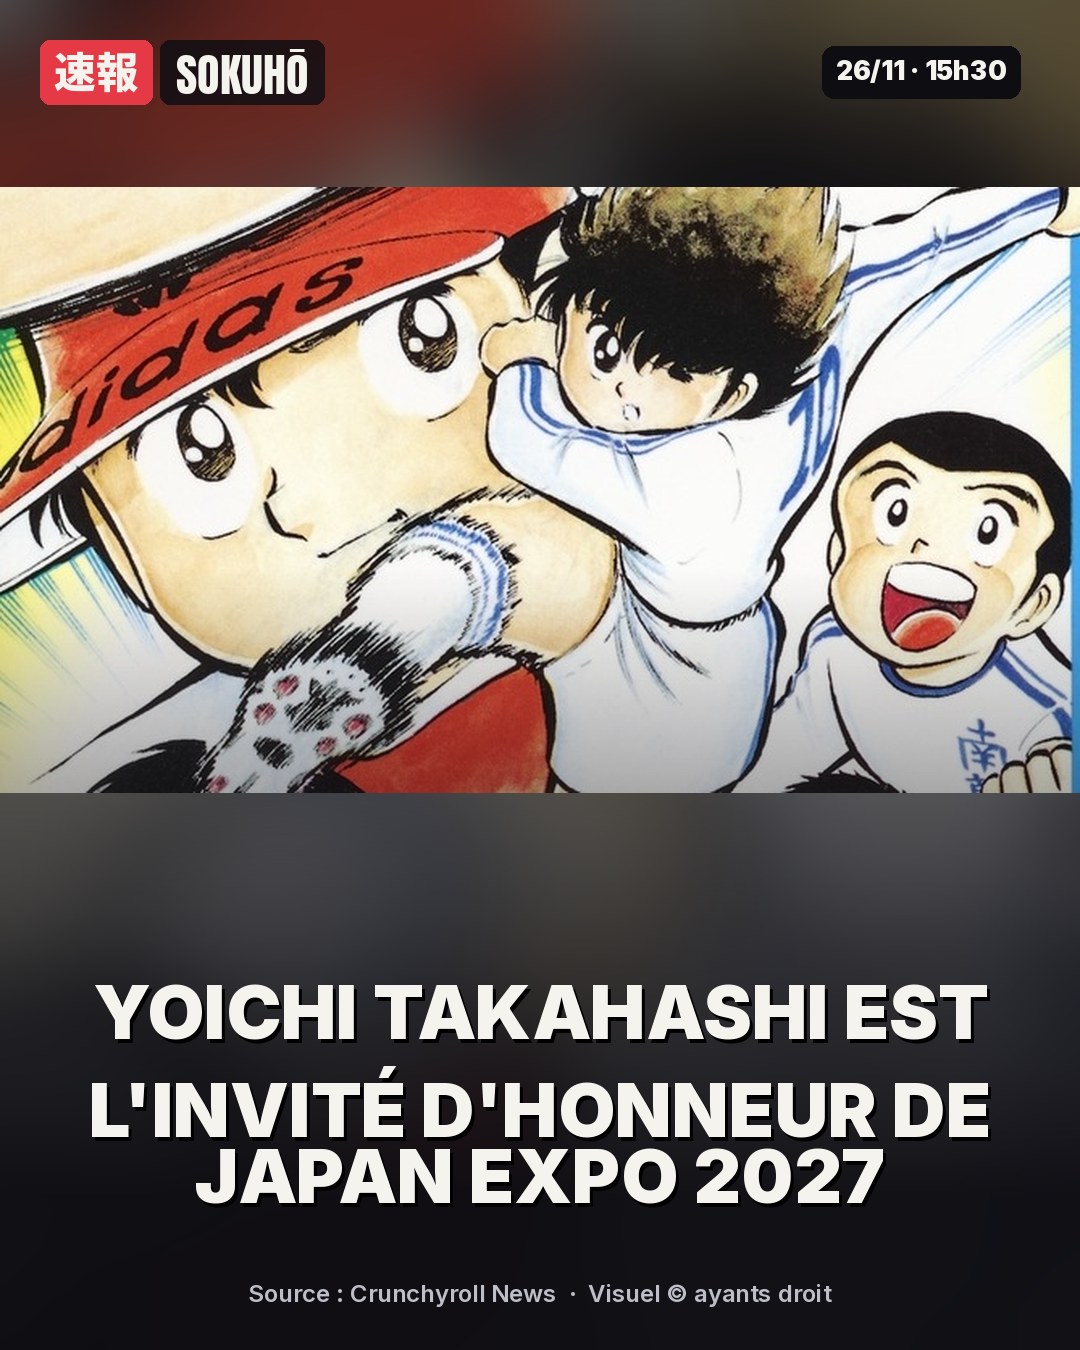 速報 SOKUHŌ
26/11 · 15h30
adidas
南
YOICHI TAKAHASHI EST
L'INVITÉ D'HONNEUR DE
JAPAN EXPO 2027
Source : Crunchyroll News · Visuel © ayants droit